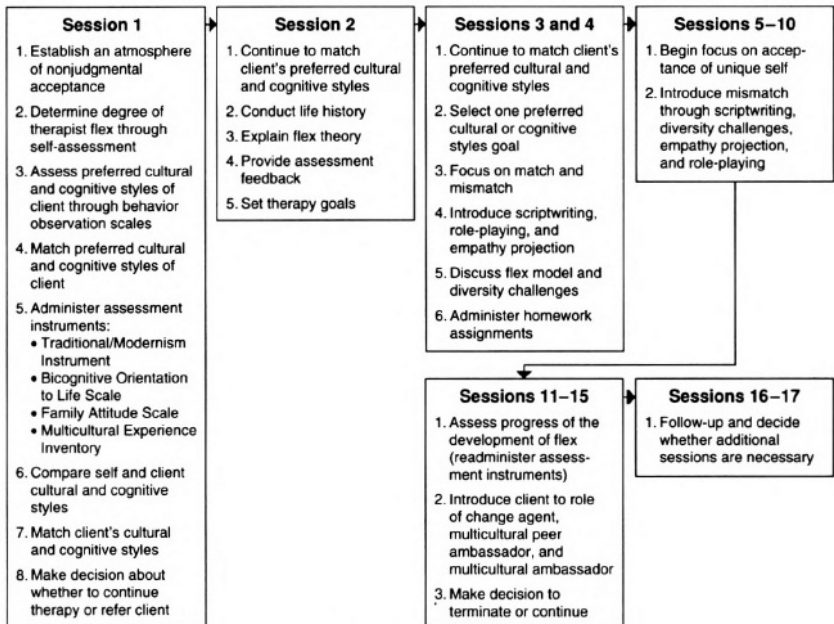 Session 1
1. Establish an atmosphere
of nonjudgmental
acceptance
2. Determine degree of
therapist flex through
self-assessment
3. Assess preferred cultural
and cognitive styles of
client through behavior
observation scales
4. Match preferred cultural
and cognitive styles of
client
5. Administer assessment
instruments:
• Traditional/Modernism
Instrument
• Bicognitive Orientation
to Life Scale
• Family Attitude Scale
• Multicultural Experience
Inventory
6. Compare self and client
cultural and cognitive
styles
7. Match client's cultural
and cognitive styles
8. Make decision about
whether to continue
therapy or refer client
Session 2
1. Continue to match
client's preferred cultural
and cognitive styles
2. Conduct life history
3. Explain flex theory
4. Provide assessment
feedback
5. Set therapy goals
Sessions 3 and 4
1. Continue to match client's
preferred cultural and
cognitive styles
2. Select one preferred
cultural or cognitive
styles goal
3. Focus on match and
mismatch
4. Introduce scriptwriting,
role-playing, and
empathy projection
5. Discuss flex model and
diversity challenges
6. Administer homework
assignments
Sessions 5–10
1. Begin focus on accep-
tance of unique self
2. Introduce mismatch
through scriptwriting,
diversity challenges,
empathy projection,
and role-playing
Sessions 11–15
1. Assess progress of the
development of flex
(readminister assess-
ment instruments)
2. Introduce client to role
of change agent,
multicultural peer
ambassador, and
multicultural ambassador
3. Make decision to
terminate or continue
Sessions 16–17
1. Follow-up and decide
whether additional
sessions are necessary